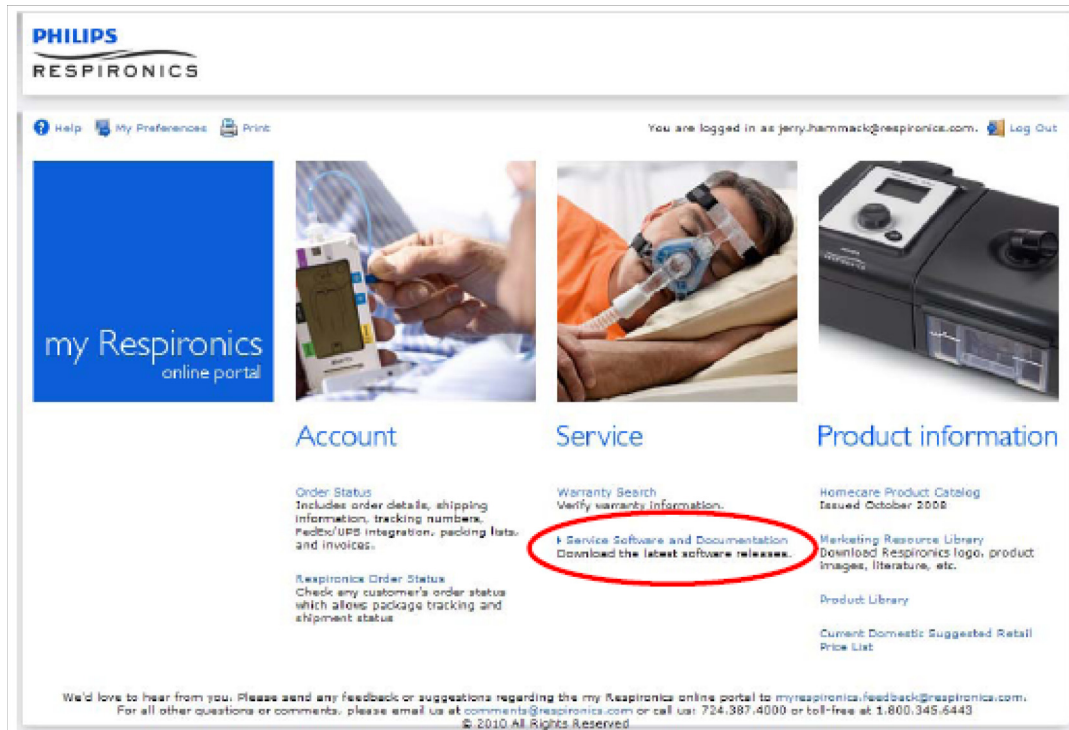 PHILIPS
RESPIRONICS
Help My Preferences Print
You are logged in as jerry.hammack@respironics.com. Log Out
my Respironics
online portal
PHILIPS
RESPIRONICS
Account
Order Status
Includes order details, shipping
information, tracking numbers,
FedEx/UPS integration, packing lists,
and invoices.
Respironics Order Status
Check any customer's order status
which allows package tracking and
shipment status
Service
Warranty Search
Verify warranty information.
Service Software and Documentation
Download the latest software releases.
Product information
Homecare Product Catalog
Issued October 2008
Marketing Resource Library
Download Respironics logo, product
images, literature, etc.
Product Library
Current Domestic Suggested Retail
Price List
We'd love to hear from you. Please send any feedback or suggestions regarding the my Respironics online portal to myrespironics.feedback@respironics.com.
For all other questions or comments, please email us at comments@respironics.com or call us: 724.387.4000 or toll-free at 1.800.345.6443
© 2010 All Rights Reserved